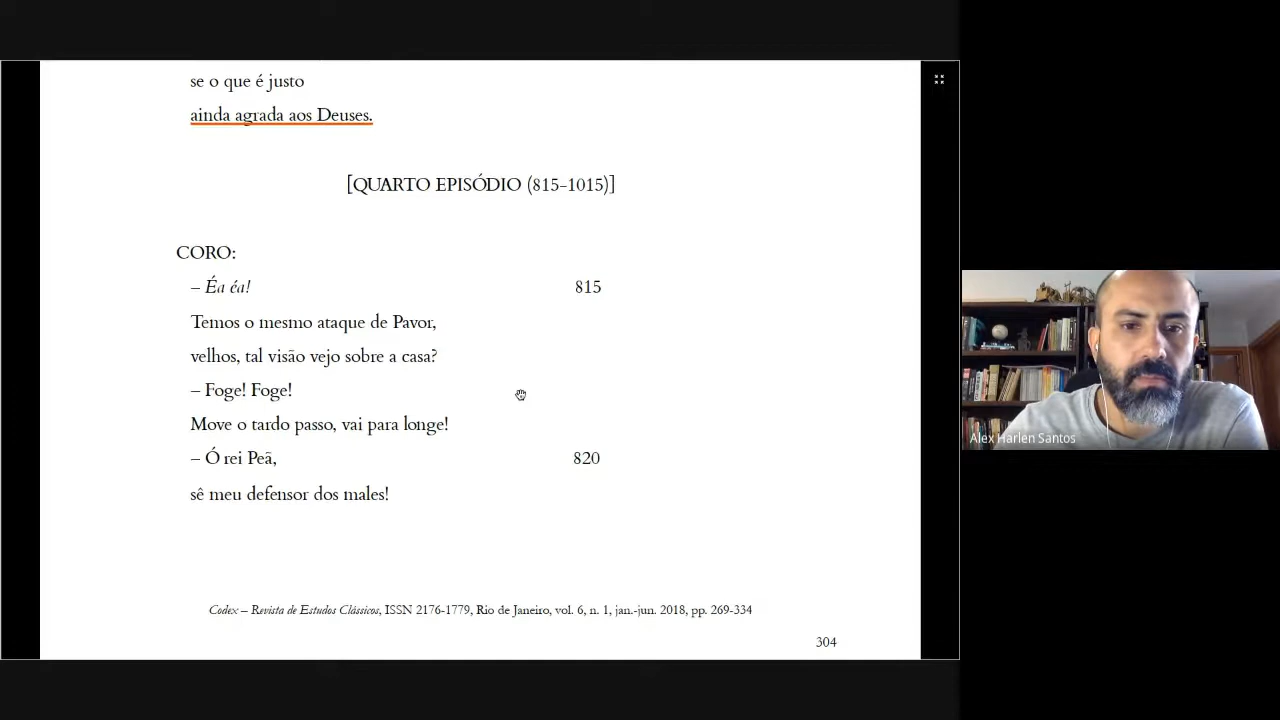 se o que é justo
ainda agrada aos Deuses.
[QUARTO EPISÓDIO (815-1015)]
CORO:
– Éa éa! 815
Temos o mesmo ataque de Pavor,
velhos, tal visão vejo sobre a casa?
– Foge! Foge!
Move o tardo passo, vai para longe!
– Ó rei Peã, 820
sê meu defensor dos males!
Codex – Revista de Estudos Clássicos, ISSN 2176-1779, Rio de Janeiro, vol. 6, n. 1, jan.-jun. 2018, pp. 269-334
304
Alex Harlen Santos